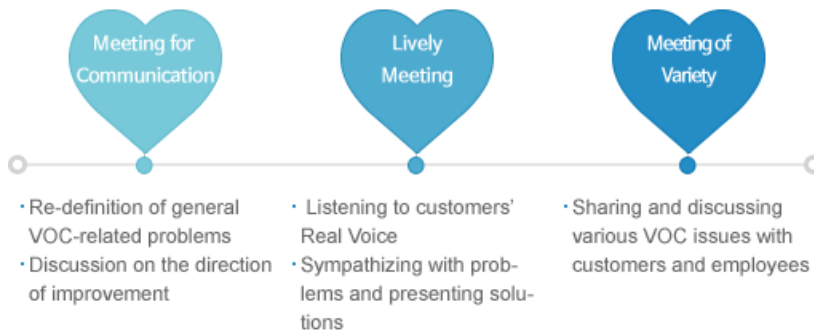 Meeting for
Communication
Lively
Meeting
Meeting of
Variety
· Re-definition of general
VOC-related problems
· Discussion on the direction
of improvement
· Listening to customers'
Real Voice
· Sympathizing with prob-
lems and presenting solu-
tions
· Sharing and discussing
various VOC issues with
customers and employees